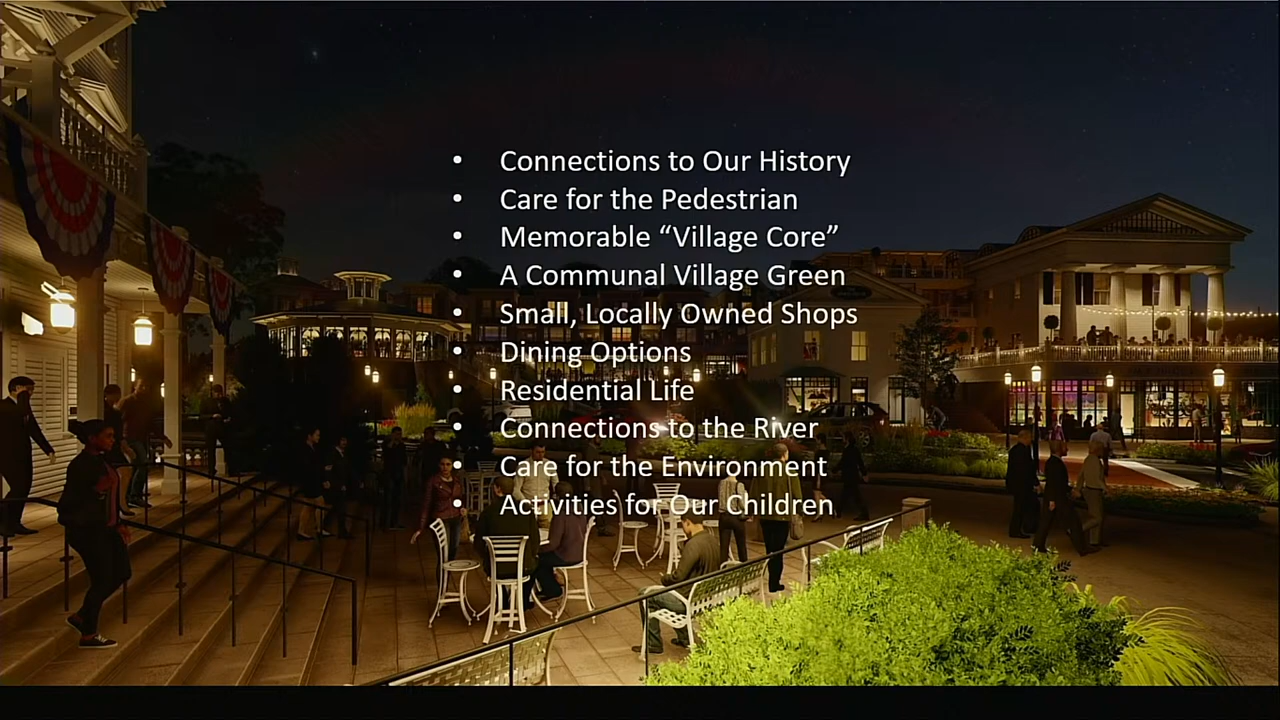 • Connections to Our History
• Care for the Pedestrian
• Memorable “Village Core”
• A Communal Village Green
• Small, Locally Owned Shops
• Dining Options
• Residential Life
• Connections to the River
• Care for the Environment
• Activities for Our Children